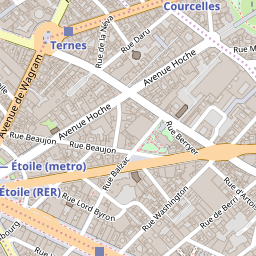 Courcelles
Ternes
Rue de la Néva
Rue Daru
Avenue de Wagram
Avenue Hoche
Avenue Hoche
Rue Beaujon
Rue Beaujon
Rue Berryer
Étoile (metro)
Rue Balzac
Étoile (RER)
Rue Washington
Rue d'Artois
Rue Lord Byron
Rue de Berri